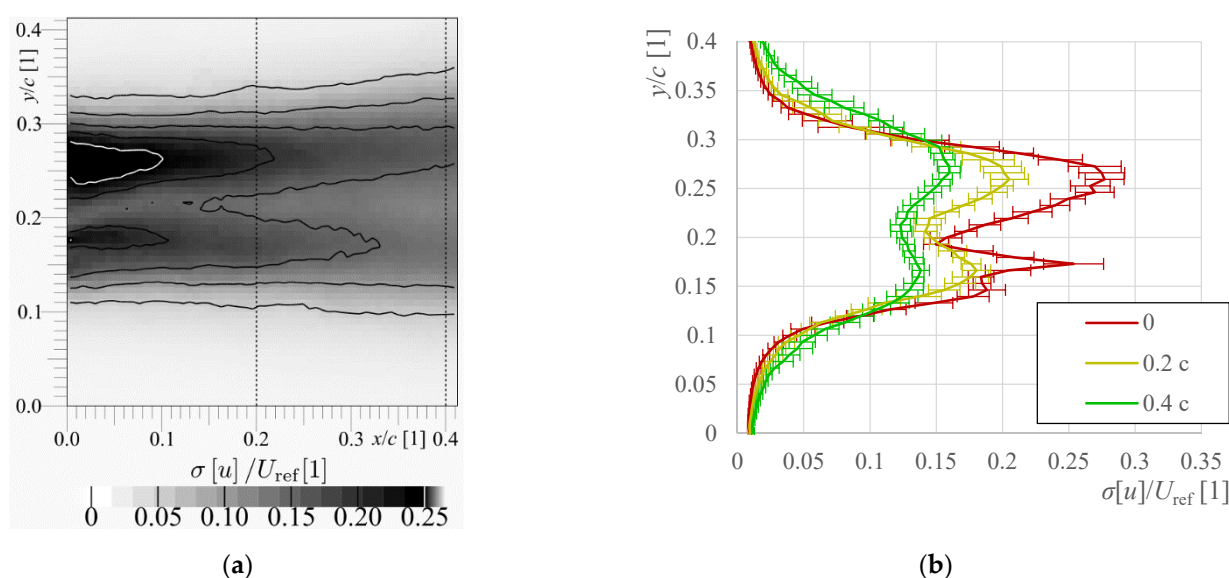 0.4
y/c [1]
0.3
0.2
0.1
0.0
0.0 0.1 0.2 0.3 x/c [1] 0.4
σ [u] /U_ref [1]
0 0.05 0.10 0.15 0.20 0.25
(a)
0.4
y/c [1]
0.35
0.3
0.25
0.2
0.15
0.1
0.05
0
0
0.2 c
0.4 c
0 0.05 0.1 0.15 0.2 0.25 0.3 0.35
σ[u]/U_ref [1]
(b)